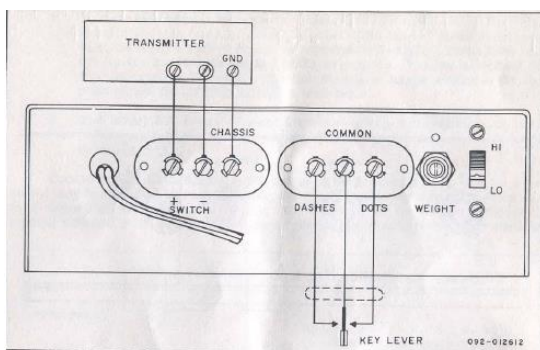 TRANSMITTER
GND
CHASSIS
COMMON
HI
LO
+ −
SWITCH
DASHES
DOTS
WEIGHT
KEY LEVER
092-012612